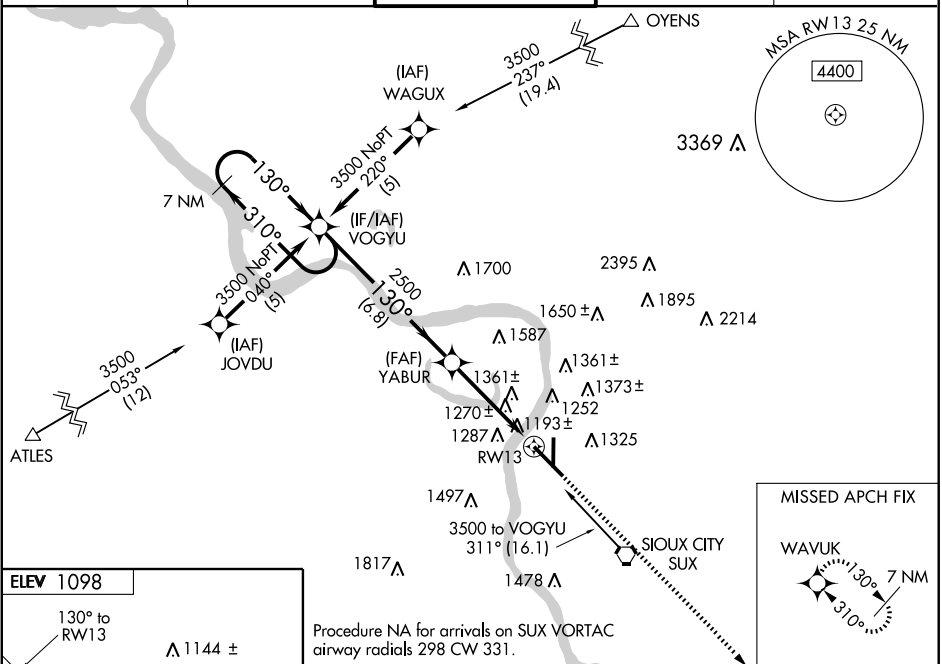 OYENS
3500
237°
(19.4)
MSA RW13 25 NM
4400
(IAF)
WAGUX
3369
3500 NoPT
220°
(5)
130°
7 NM
310°
(IF/IAF)
VOGYU
3500 NoPT
040°
(5)
2500
130°
(6.8)
1700
2395
1895
1650 ±
2214
1587
(IAF)
JOVDU
3500
053°
(12)
ATLES
(FAF)
YABUR
1361±
1361±
1373 ±
1270 ±
1252
1193±
1287
RW13
1325
1497
3500 to VOGYU
311° (16.1)
SIOUX CITY
SUX
1817
1478
MISSED APCH FIX
WAVUK
130°
7 NM
310°
ELEV 1098
130° to
RW13
1144 ±
Procedure NA for arrivals on SUX VORTAC
airway radials 298 CW 331.